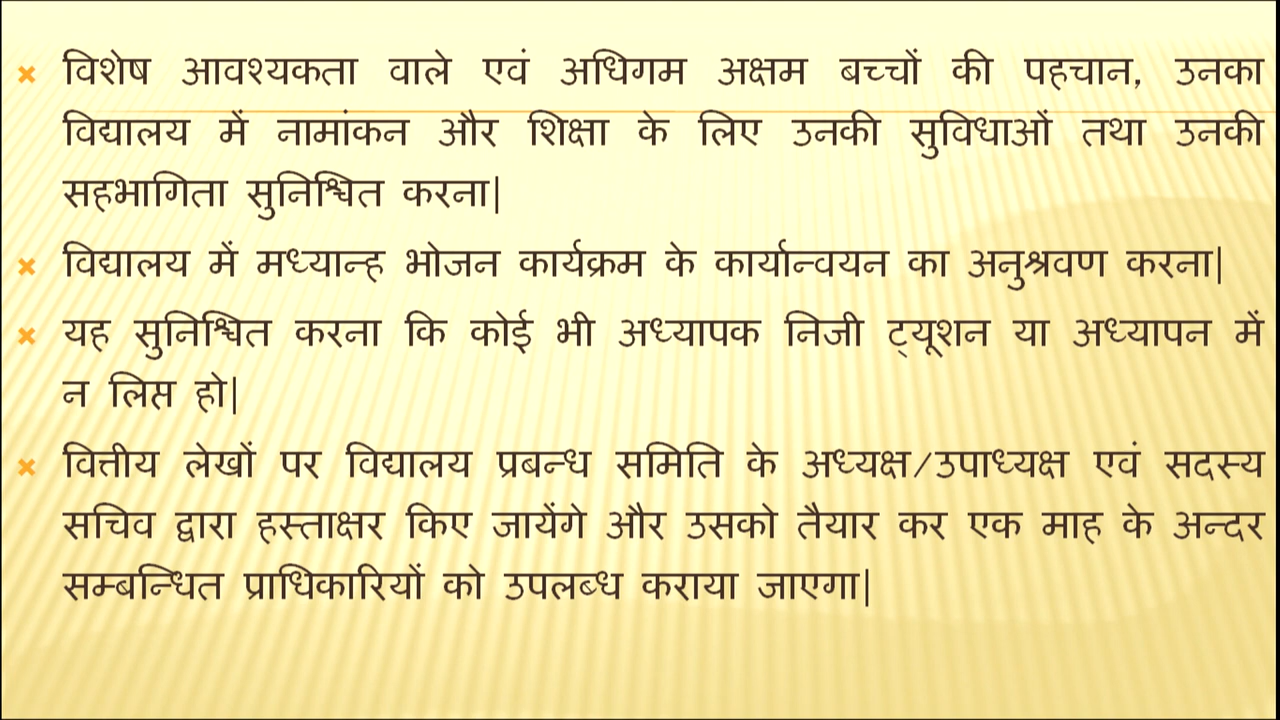 विशेष आवश्यकता वाले एवं अधिगम अक्षम बच्चों की पहचान, उनका
विद्यालय में नामांकन और शिक्षा के लिए उनकी सुविधाओं तथा उनकी
सहभागिता सुनिश्चित करना|
विद्यालय में मध्यान्ह भोजन कार्यक्रम के कार्यान्वयन का अनुश्रवण करना|
यह सुनिश्चित करना कि कोई भी अध्यापक निजी ट्यूशन या अध्यापन में
न लिप्त हो|
वित्तीय लेखों पर विद्यालय प्रबन्ध समिति के अध्यक्ष/उपाध्यक्ष एवं सदस्य
सचिव द्वारा हस्ताक्षर किए जायेंगे और उसको तैयार कर एक माह के अन्दर
सम्बन्धित प्राधिकारियों को उपलब्ध कराया जाएगा|